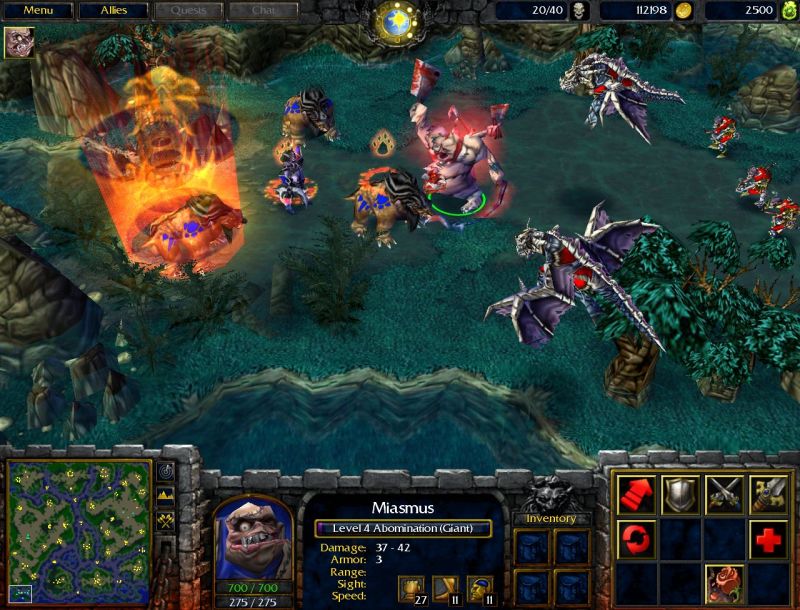 Menu
Allies
Quests
Chat
20/40
112198
2500
Miasmus
Level 4 Abomination (Giant)
Damage: 37 - 42
Armor: 3
Range:
Sight:
Speed:
27
11
11
Inventory
700 / 700
275 / 275